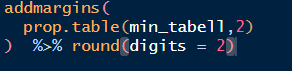 addmargins(
  prop.table(min_tabell,2)
)  %>% round(digits = 2)